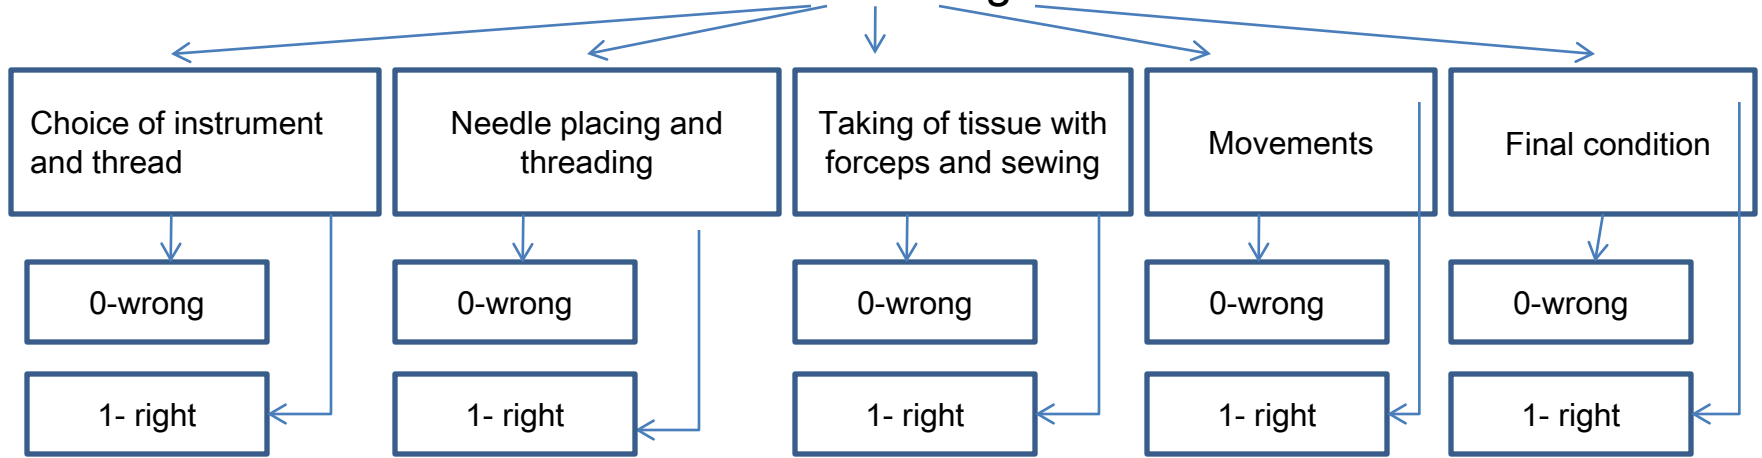 Choice of instrument
and thread
Needle placing and
threading
Taking of tissue with
forceps and sewing
Movements
Final condition
0-wrong
0-wrong
0-wrong
0-wrong
0-wrong
1- right
1- right
1- right
1- right
1- right